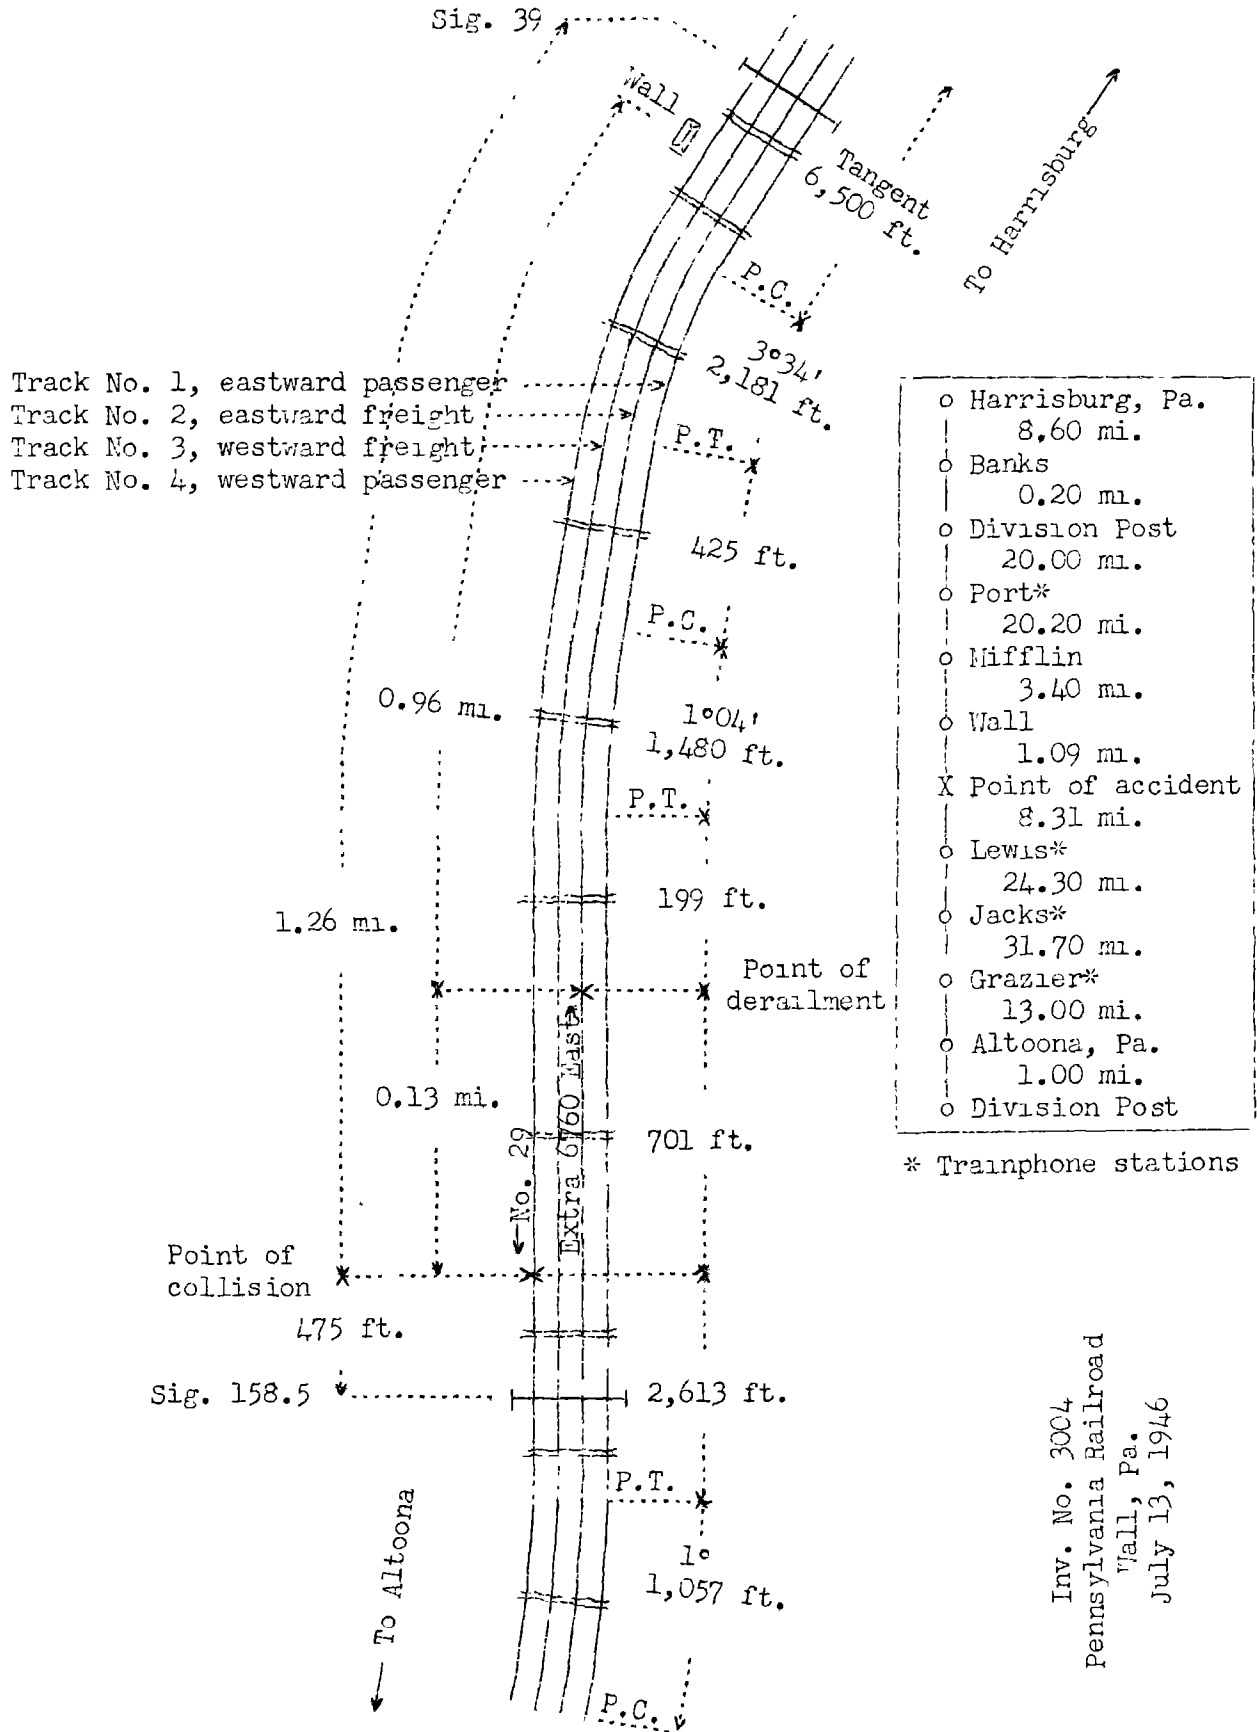 Sig. 39
Wall
Tangent
6,500 ft.
To Harrisburg
P.C.
3°34'
2,181 ft.
Track No. 1, eastward passenger
Track No. 2, eastward freight
Track No. 3, westward freight
Track No. 4, westward passenger
P.T.
425 ft.
P.C.
0.96 mi.
1°04'
1,480 ft.
P.T.
199 ft.
1.26 mi.
Point of
derailment
0.13 mi.
No. 29
Extra 6760 East
701 ft.
Point of
collision
475 ft.
Sig. 158.5
2,613 ft.
P.T.
1°
1,057 ft.
To Altoona
P.C.
Harrisburg, Pa.
8.60 mi.
Banks
0.20 mi.
Division Post
20.00 mi.
Port*
20.20 mi.
Mifflin
3.40 mi.
Wall
1.09 mi.
X Point of accident
8.31 mi.
Lewis*
24.30 mi.
Jacks*
31.70 mi.
Grazier*
13.00 mi.
Altoona, Pa.
1.00 mi.
Division Post
* Trainphone stations
Inv. No. 3004
Pennsylvania Railroad
Wall, Pa.
July 13, 1946